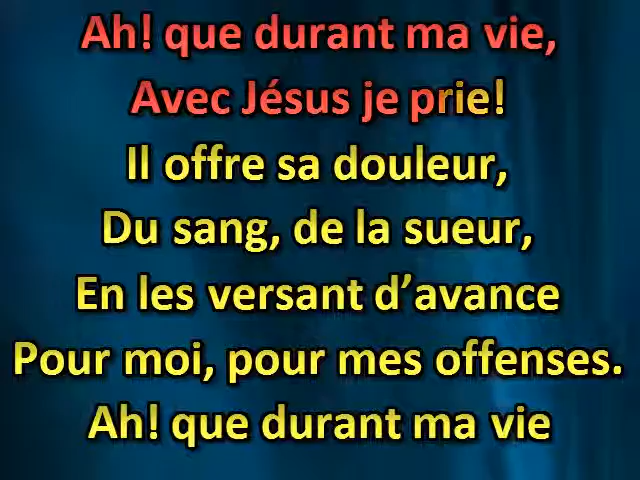 Ah! que durant ma vie,
Avec Jésus je prie!
Il offre sa douleur,
Du sang, de la sueur,
En les versant d’avance
Pour moi, pour mes offenses.
Ah! que durant ma vie